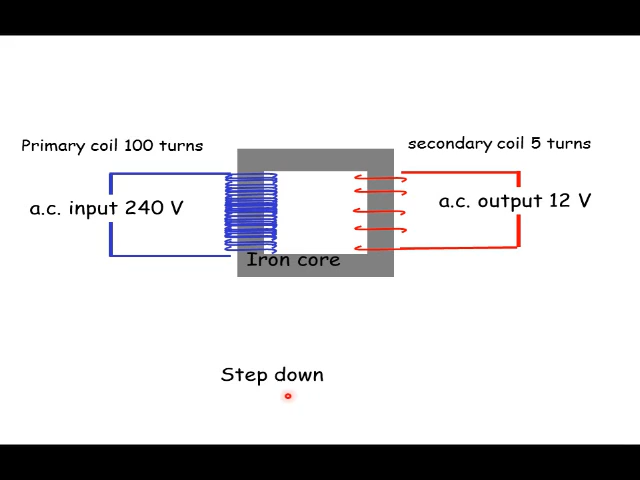 Primary coil 100 turns
secondary coil 5 turns
a.c. input 240 V
a.c. output 12 V
Iron core
Step down